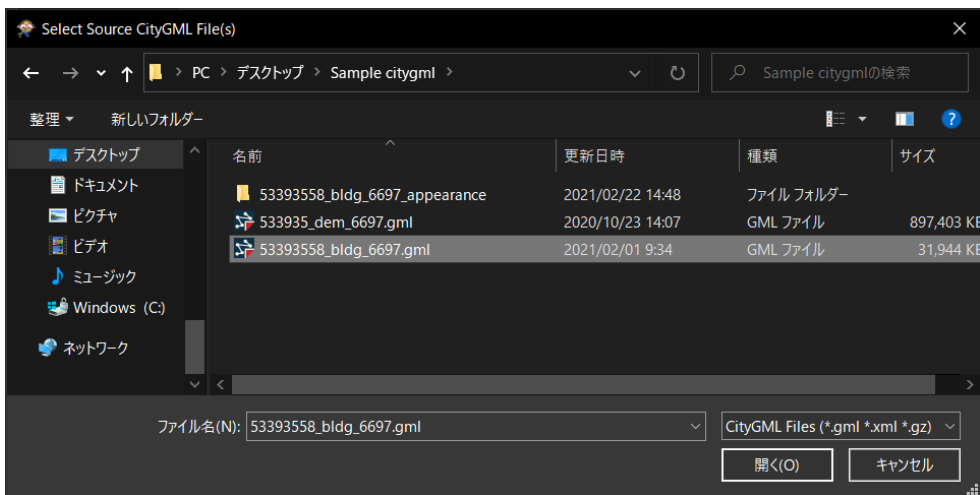 Select Source CityGML File(s)
PC > デスクトップ > Sample citygml >
Sample citygmlの検索
整理 新しいフォルダー
デスクトップ
ドキュメント
ピクチャ
ビデオ
ミュージック
Windows (C:)
ネットワーク
名前 更新日時 種類 サイズ
53393558_bldg_6697_appearance 2021/02/22 14:48 ファイル フォルダー
533935_dem_6697.gml 2020/10/23 14:07 GML ファイル 897,403 KB
53393558_bldg_6697.gml 2021/02/01 9:34 GML ファイル 31,944 KB
ファイル名(N): 53393558_bldg_6697.gml CityGML Files (*.gml *.xml *.gz)
開く(O) キャンセル